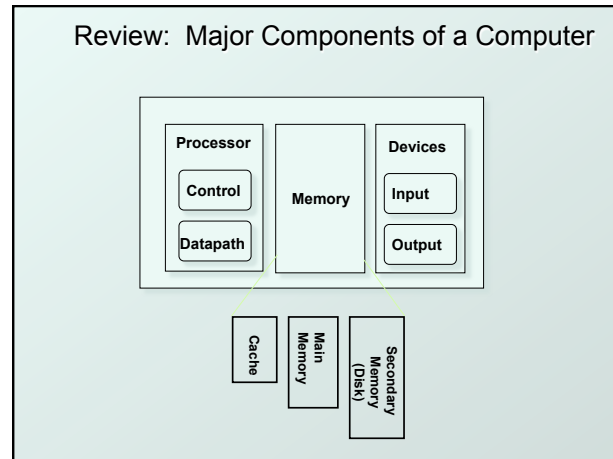 Review: Major Components of a Computer
Processor
Control
Datapath
Memory
Devices
Input
Output
Cache
Main
Memory
Secondary
Memory
(Disk)